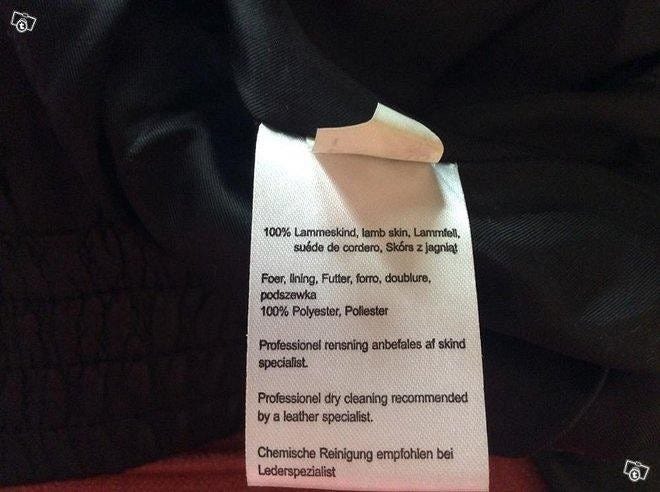 100% Lammeskind, lamb skin, Lammfell,
suéde de cordero, Skórs z jagniąt
Foer, lining, Futter, forro, doublure,
podszewka
100% Polyester, Poliester
Professionel rensning anbefales af skind
specialist.
Professionel dry cleaning recommended
by a leather specialist.
Chemische Reinigung empfohlen bei
Lederspezialist